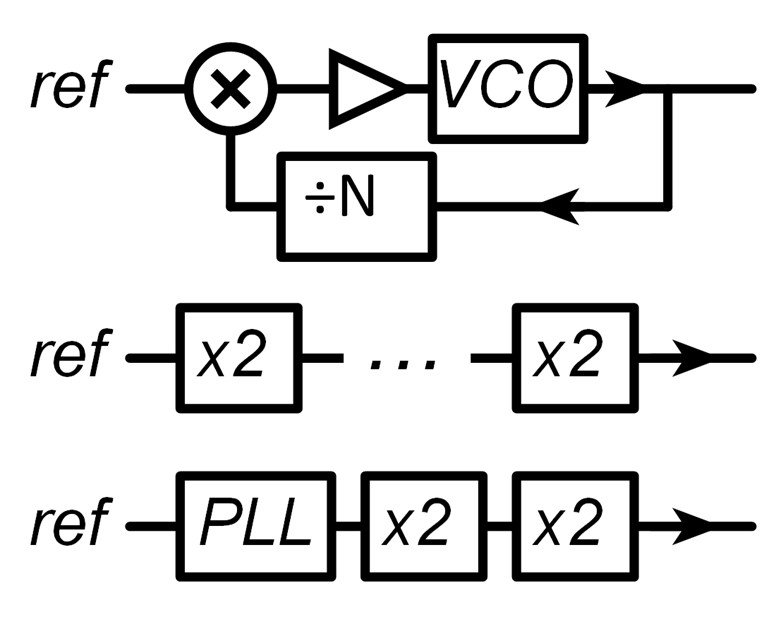 ref VCO
÷N
ref x2 ... x2
ref PLL x2 x2